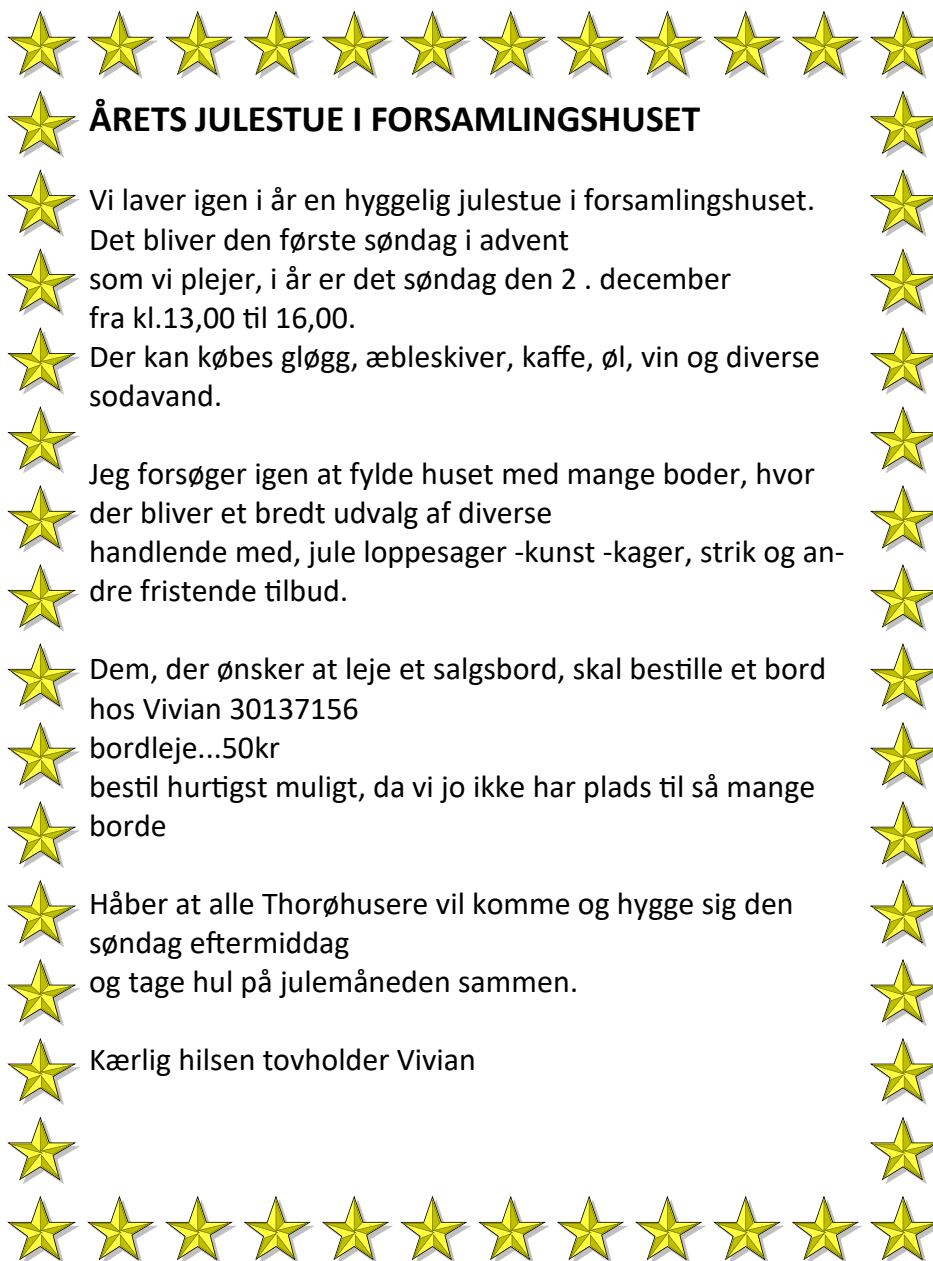 ÅRETS JULESTUE I FORSAMLINGSHUSET
Vi laver igen i år en hyggelig julestue i forsamlingshuset.
Det bliver den første søndag i advent
som vi plejer, i år er det søndag den 2 . december
fra kl.13,00 til 16,00.
Der kan købes gløgg, æbleskiver, kaffe, øl, vin og diverse
sodavand.
Jeg forsøger igen at fylde huset med mange boder, hvor
der bliver et bredt udvalg af diverse
handlende med, jule loppesager -kunst -kager, strik og an-
dre fristende tilbud.
Dem, der ønsker at leje et salgsbord, skal bestille et bord
hos Vivian 30137156
bordleje...50kr
bestil hurtigst muligt, da vi jo ikke har plads til så mange
borde
Håber at alle Thorøhusere vil komme og hygge sig den
søndag eftermiddag
og tage hul på julemåneden sammen.
Kærlig hilsen tovholder Vivian